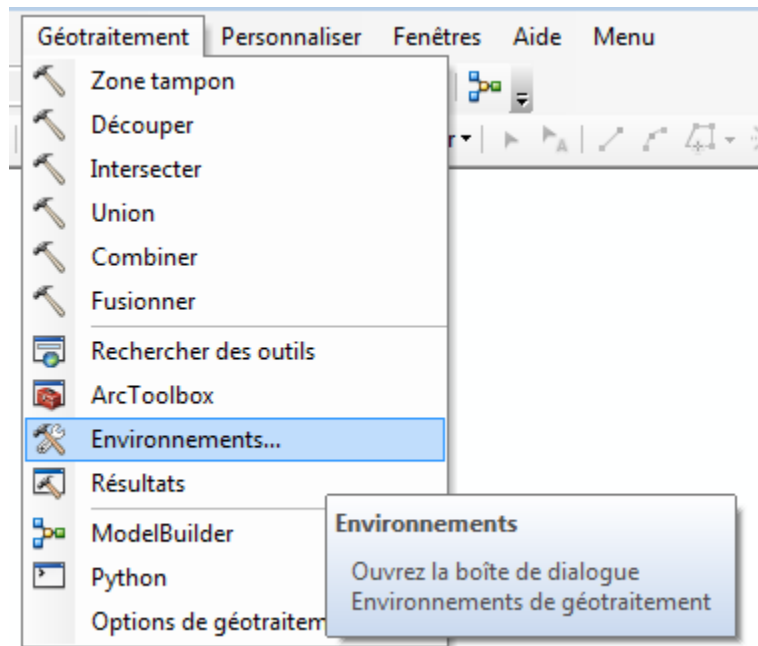 Géotraitement Personnaliser Fenêtres Aide Menu
Zone tampon
Découper
Intersecter
Union
Combiner
Fusionner
Rechercher des outils
ArcToolbox
Environnements...
Résultats
ModelBuilder
Python
Options de géotraitem
Environnements
Ouvrez la boîte de dialogue
Environnements de géotraitement